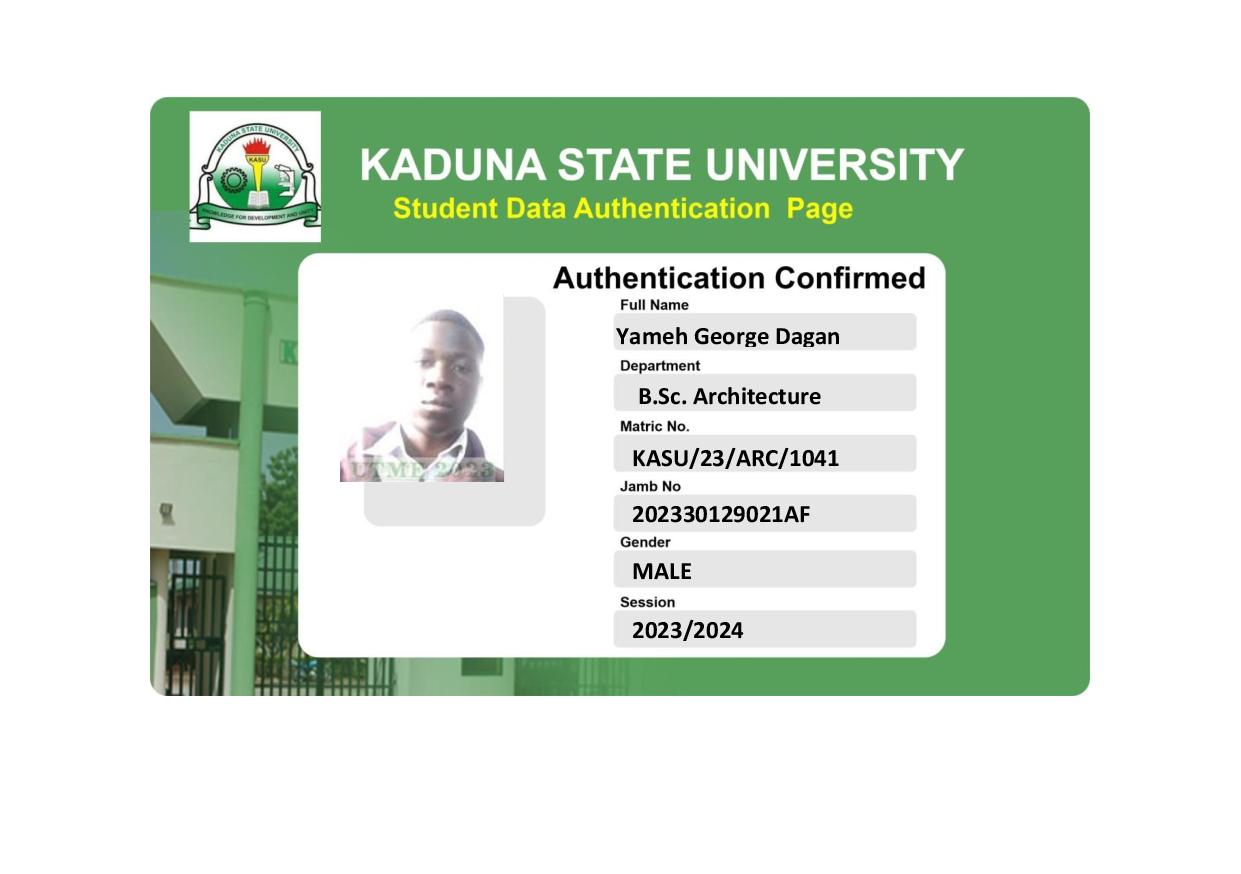 KADUNA STATE UNIVERSITY
KASU
KNOWLEDGE FOR DEVELOPMENT AND UNITY
KADUNA STATE UNIVERSITY
Student Data Authentication Page
Authentication Confirmed
UTME 2023
Full Name
Yameh George Dagan
Department
B.Sc. Architecture
Matric No.
KASU/23/ARC/1041
Jamb No
202330129021AF
Gender
MALE
Session
2023/2024